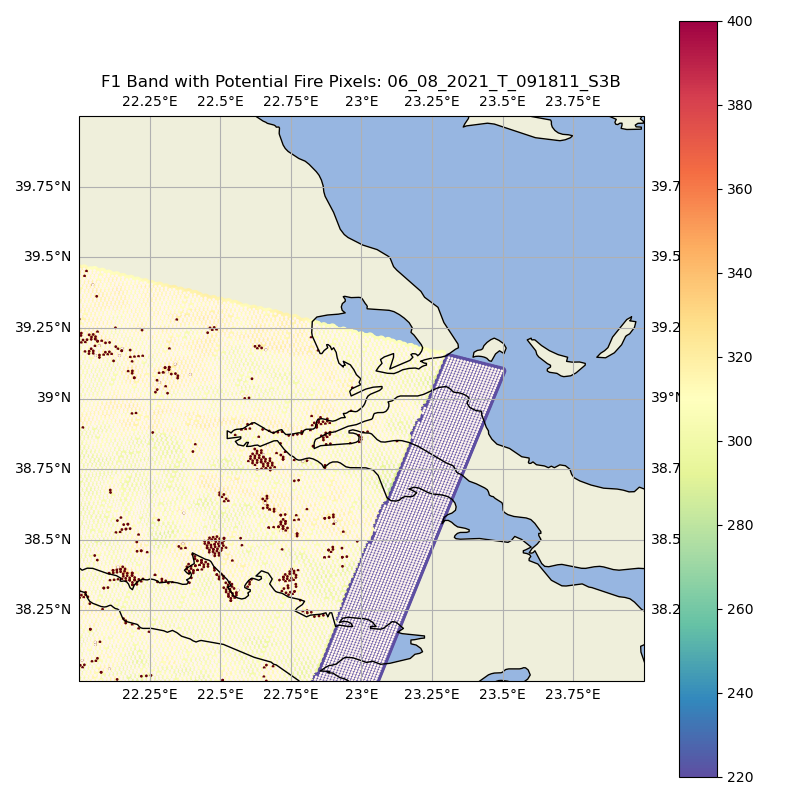 F1 Band with Potential Fire Pixels: 06_08_2021_T_091811_S3B
22.25°E 22.5°E 22.75°E 23°E 23.25°E 23.5°E 23.75°E
39.75°N 39.7
39.5°N 39.5
39.25°N 39.2
39°N 39°N
38.75°N 38.7
38.5°N 38.5
38.25°N 38.2
22.25°E 22.5°E 22.75°E 23°E 23.25°E 23.5°E 23.75°E
400
380
360
340
320
300
280
260
240
220